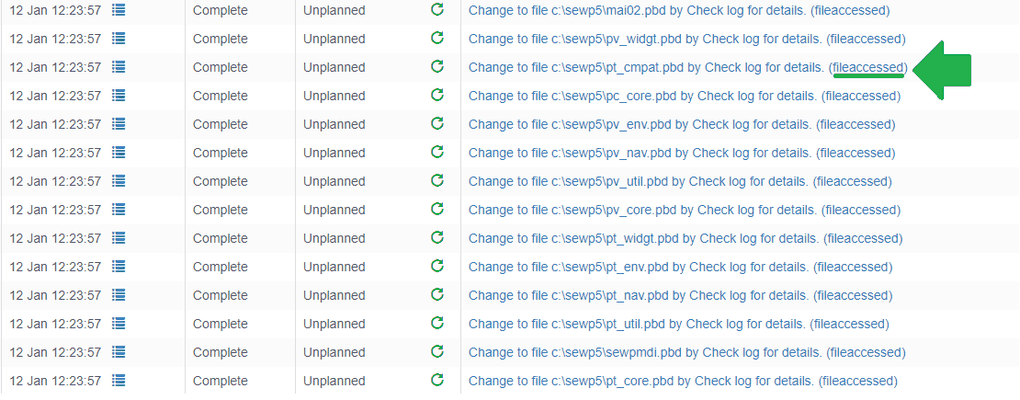 12 Jan 12:23:57 Complete Unplanned Change to file c:\sewp5\mai02.pbd by Check log for details. (fileaccessed)
12 Jan 12:23:57 Complete Unplanned Change to file c:\sewp5\pv_widgt.pbd by Check log for details. (fileaccessed)
12 Jan 12:23:57 Complete Unplanned Change to file c:\sewp5\pt_cmpat.pbd by Check log for details. (fileaccessed)
12 Jan 12:23:57 Complete Unplanned Change to file c:\sewp5\pc_core.pbd by Check log for details. (fileaccessed)
12 Jan 12:23:57 Complete Unplanned Change to file c:\sewp5\pv_env.pbd by Check log for details. (fileaccessed)
12 Jan 12:23:57 Complete Unplanned Change to file c:\sewp5\pv_nav.pbd by Check log for details. (fileaccessed)
12 Jan 12:23:57 Complete Unplanned Change to file c:\sewp5\pv_util.pbd by Check log for details. (fileaccessed)
12 Jan 12:23:57 Complete Unplanned Change to file c:\sewp5\pv_core.pbd by Check log for details. (fileaccessed)
12 Jan 12:23:57 Complete Unplanned Change to file c:\sewp5\pt_widgt.pbd by Check log for details. (fileaccessed)
12 Jan 12:23:57 Complete Unplanned Change to file c:\sewp5\pt_env.pbd by Check log for details. (fileaccessed)
12 Jan 12:23:57 Complete Unplanned Change to file c:\sewp5\pt_nav.pbd by Check log for details. (fileaccessed)
12 Jan 12:23:57 Complete Unplanned Change to file c:\sewp5\pt_util.pbd by Check log for details. (fileaccessed)
12 Jan 12:23:57 Complete Unplanned Change to file c:\sewp5\sewpmdi.pbd by Check log for details. (fileaccessed)
12 Jan 12:23:57 Complete Unplanned Change to file c:\sewp5\pt_core.pbd by Check log for details. (fileaccessed)